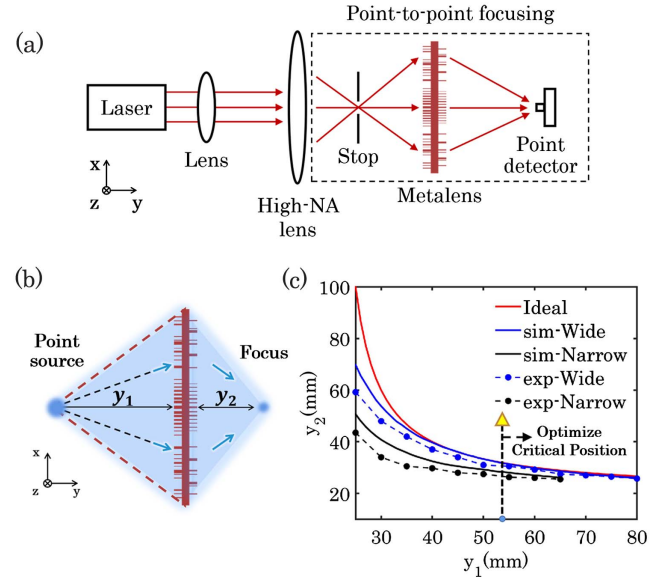 (a)
Point-to-point focusing
Laser
Lens
High-NA
lens
Stop
Metalens
Point
detector
x
z
y
(b)
Point
source
Focus
y₁
y₂
x
z
y
(c)
100
80
60
40
20
y₂(mm)
Ideal
sim-Wide
sim-Narrow
exp-Wide
exp-Narrow
Optimize
Critical Position
30
40
50
60
70
80
y₁(mm)